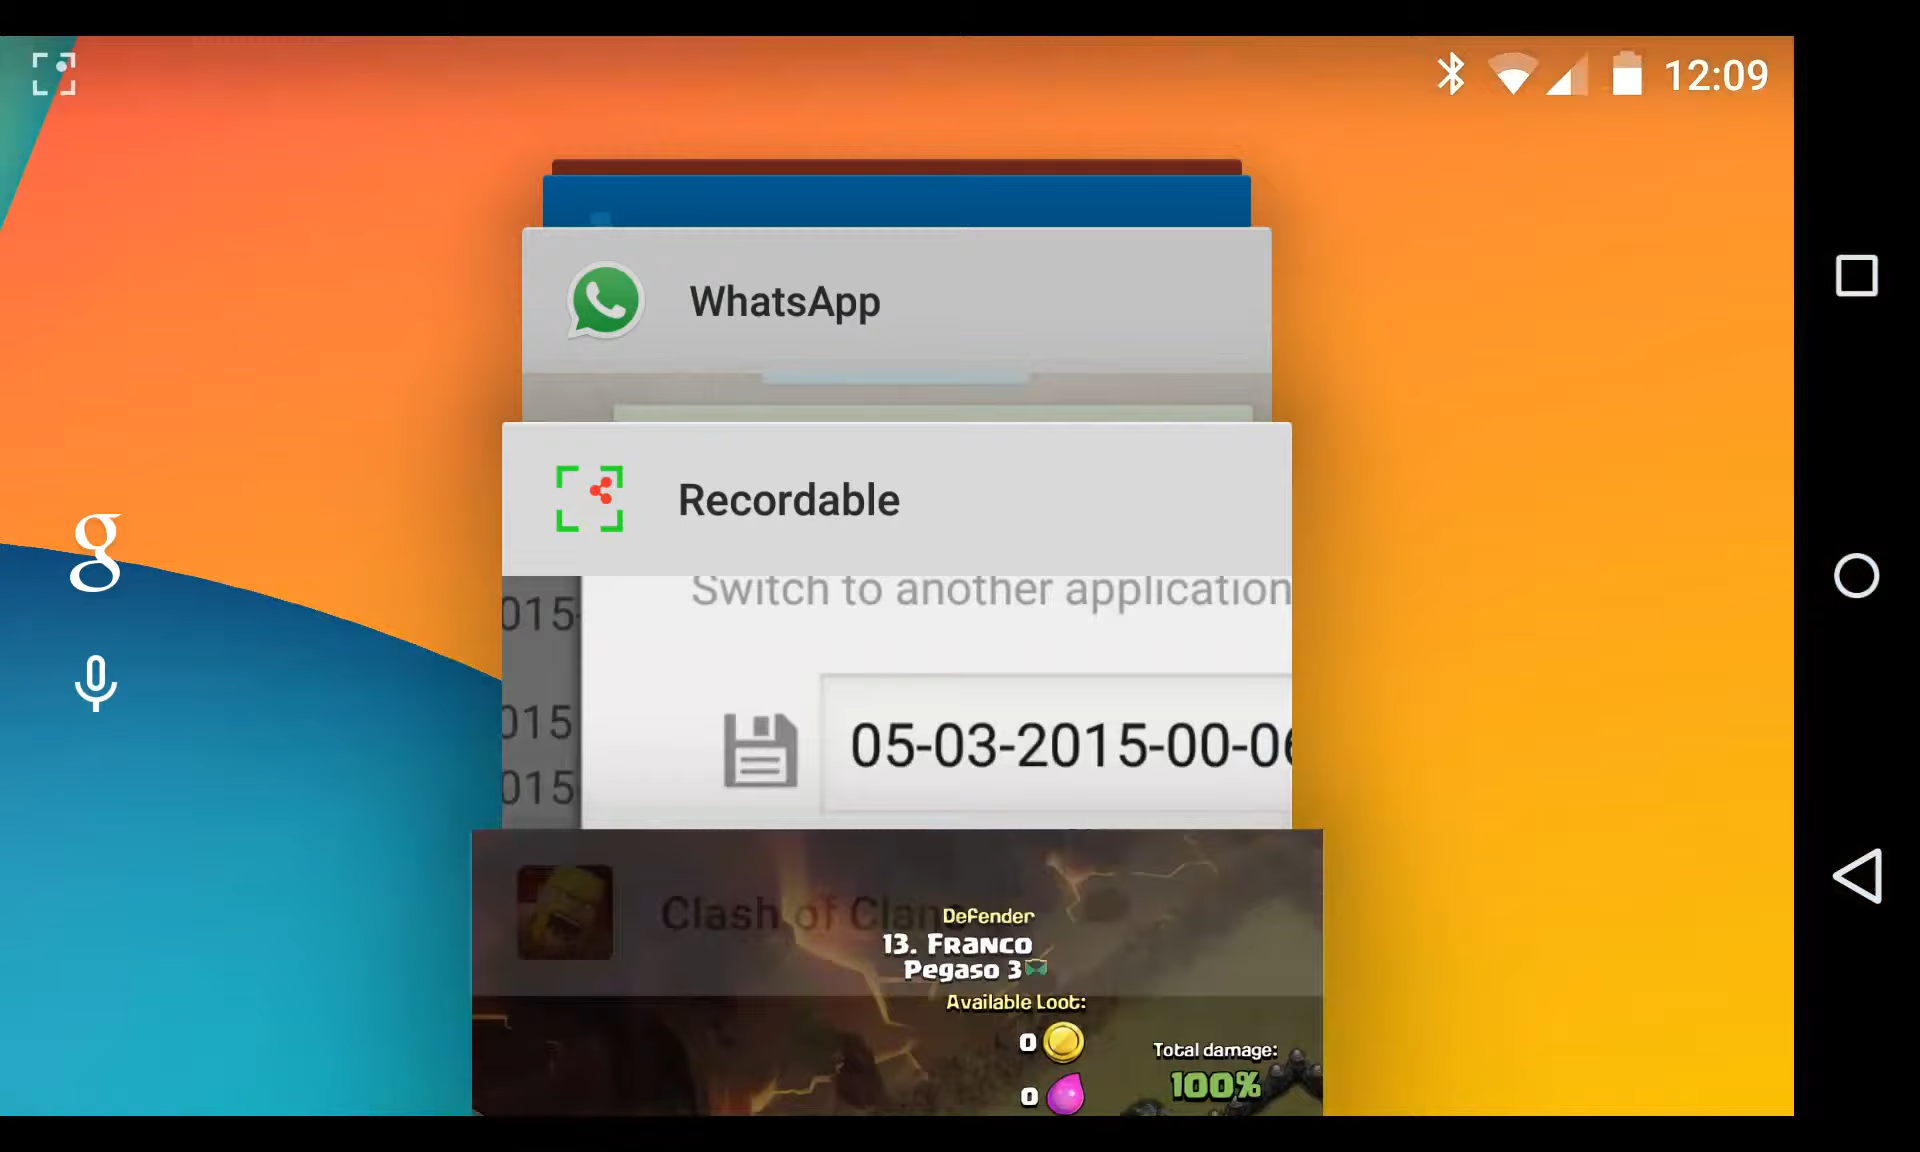 12:09
WhatsApp
Recordable
Switch to another application
015-
015
015
05-03-2015-00-06
g
Clash of Clans
Defender
13. Franco
Pegaso 3
Available Loot:
0
Total damage:
100%
0